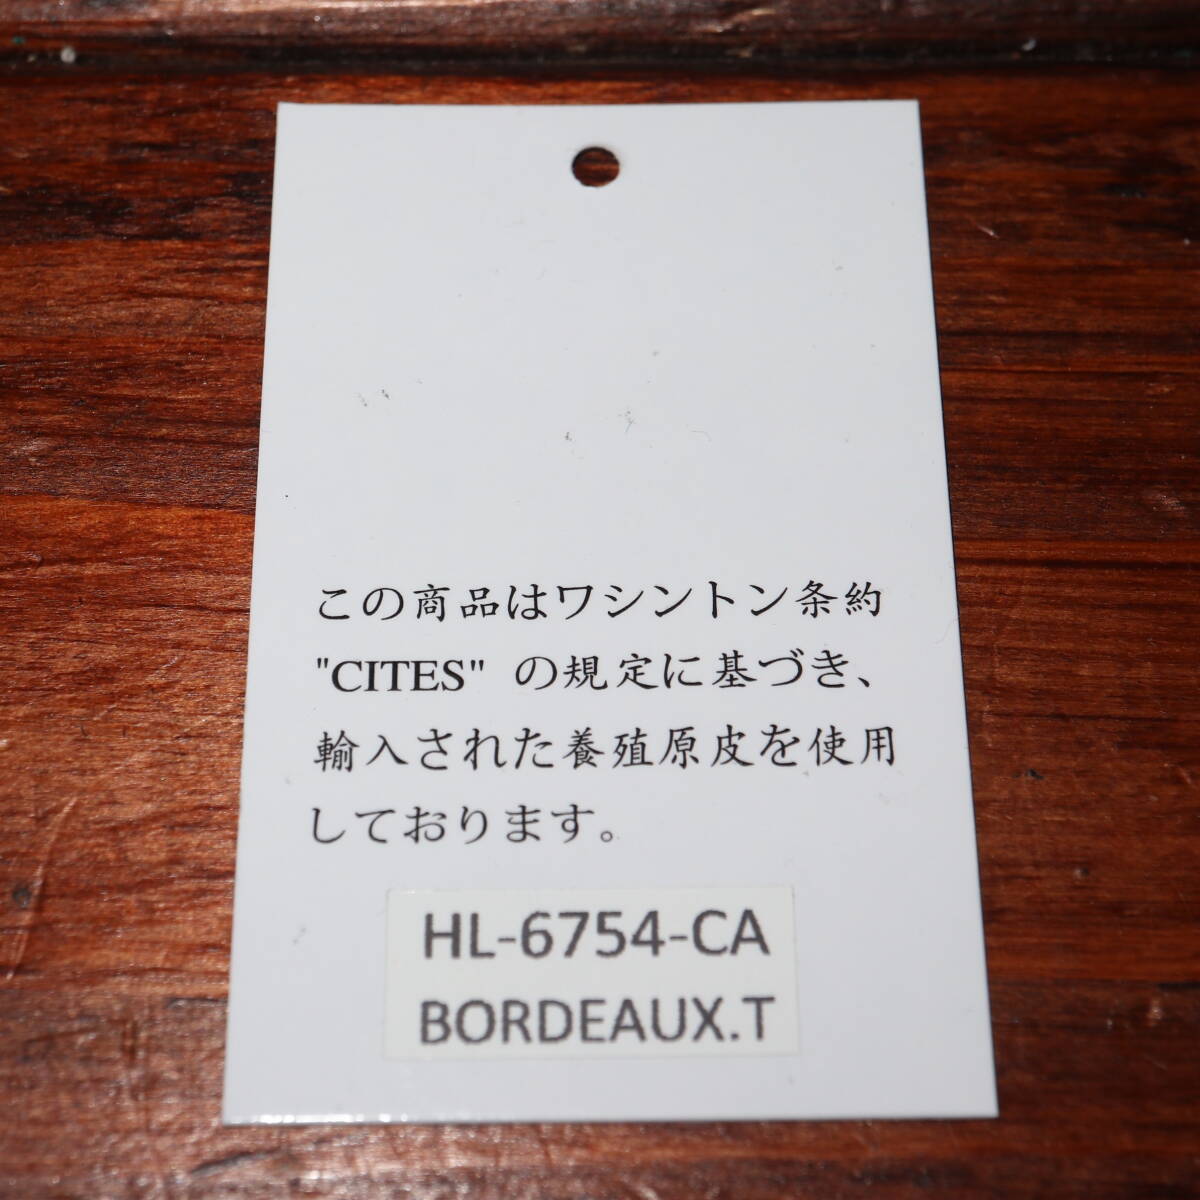 この商品はワシントン条約
"CITES" の規定に基づき、
輸入された養殖原皮を使用
しております。
HL-6754-CA
BORDEAUX.T